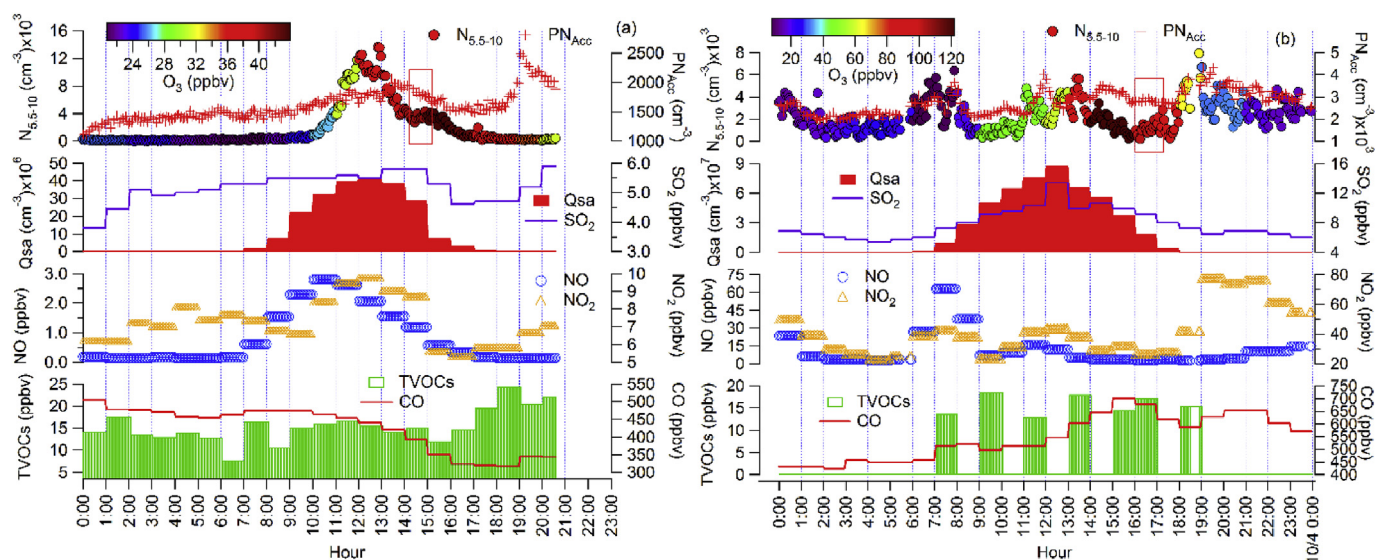 (a)
24 28 32 36 40
O3 (ppbv)
N5.5-10
PNAcc
N5.5-10 (cm-3)×10^3
16
12
8
4
0
PNAcc (cm-3)
2500
2000
1500
1000
Qsa (cm-3)×10^6
50
40
30
20
10
0
Qsa
SO2
SO2 (ppbv)
6.0
5.0
4.0
3.0
NO (ppbv)
3.0
2.0
1.0
0.0
NO
NO2
NO2 (ppbv)
10
9
8
7
6
5
TVOCs (ppbv)
25
20
15
10
5
TVOCs
CO
CO (ppbv)
550
500
450
400
350
300
0:00 1:00 2:00 3:00 4:00 5:00 6:00 7:00 8:00 9:00 10:00 11:00 12:00 13:00 14:00 15:00 16:00 17:00 18:00 19:00 20:00 21:00 22:00 23:00
Hour
(b)
20 40 60 80 100 120
O3 (ppbv)
N5.5-10
PNAcc
N5.5-10 (cm-3)×10^3
8
6
4
2
0
PNAcc (cm-3)×10^3
5
4
3
2
1
Qsa (cm-3)×10^7
9
6
3
0
Qsa
SO2
SO2 (ppbv)
16
12
8
4
NO (ppbv)
75
60
45
30
15
0
NO
NO2
NO2 (ppbv)
80
60
40
20
TVOCs (ppbv)
20
15
10
5
0
TVOCs
CO
CO (ppbv)
750
700
650
600
550
500
450
400
0:00 1:00 2:00 3:00 4:00 5:00 6:00 7:00 8:00 9:00 10:00 11:00 12:00 13:00 14:00 15:00 16:00 17:00 18:00 19:00 20:00 21:00 22:00 23:00 10/4 0:00
Hour